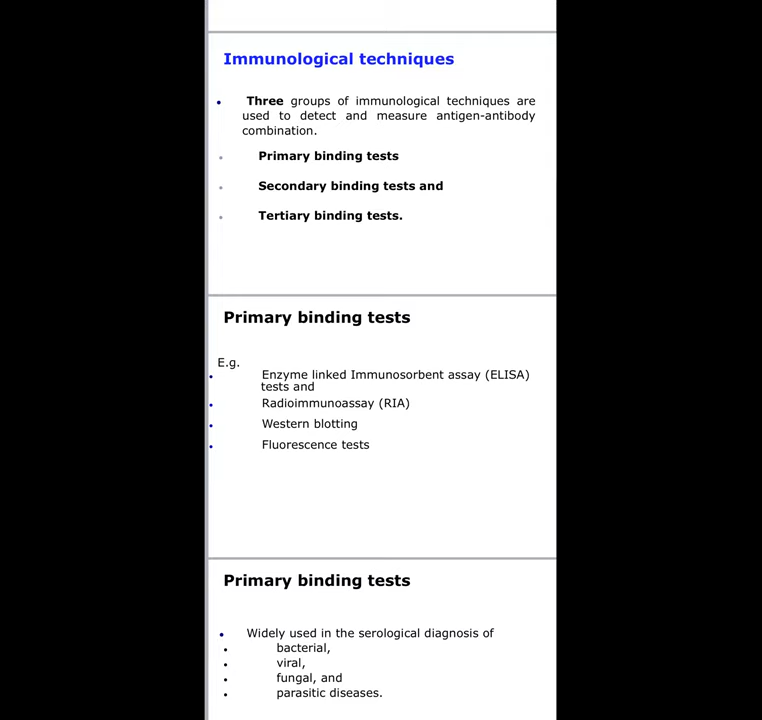 Immunological techniques
• Three groups of immunological techniques are
used to detect and measure antigen-antibody
combination.
• Primary binding tests
• Secondary binding tests and
• Tertiary binding tests.
Primary binding tests
E.g.
• Enzyme linked Immunosorbent assay (ELISA)
tests and
• Radioimmunoassay (RIA)
• Western blotting
• Fluorescence tests
Primary binding tests
• Widely used in the serological diagnosis of
• bacterial,
• viral,
• fungal, and
• parasitic diseases.